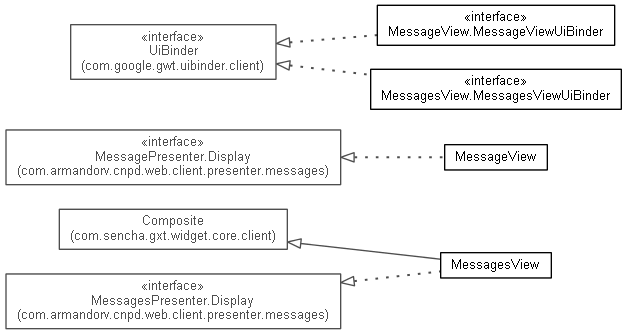 «interface»
UiBinder
(com.google.gwt.uibinder.client)
«interface»
MessageView.MessageViewUiBinder
«interface»
MessagesView.MessagesViewUiBinder
«interface»
MessagePresenter.Display
(com.armandorv.cnpd.web.client.presenter.messages)
MessageView
Composite
(com.sencha.gxt.widget.core.client)
MessagesView
«interface»
MessagesPresenter.Display
(com.armandorv.cnpd.web.client.presenter.messages)